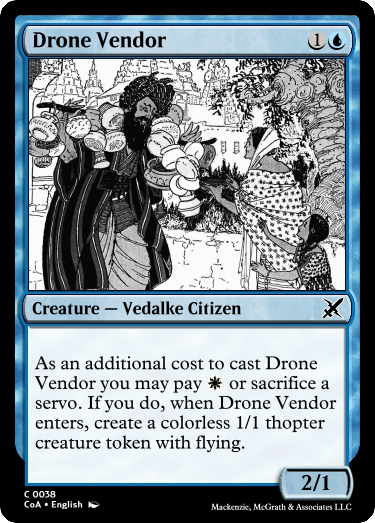 Drone Vendor 1
Creature — Vedalke Citizen
As an additional cost to cast Drone
Vendor you may pay or sacrifice a
servo. If you do, when Drone Vendor
enters, create a colorless 1/1 thopter
creature token with flying.
2/1
C 0038
CoA • English
Mackenzie, McGrath & Associates LLC